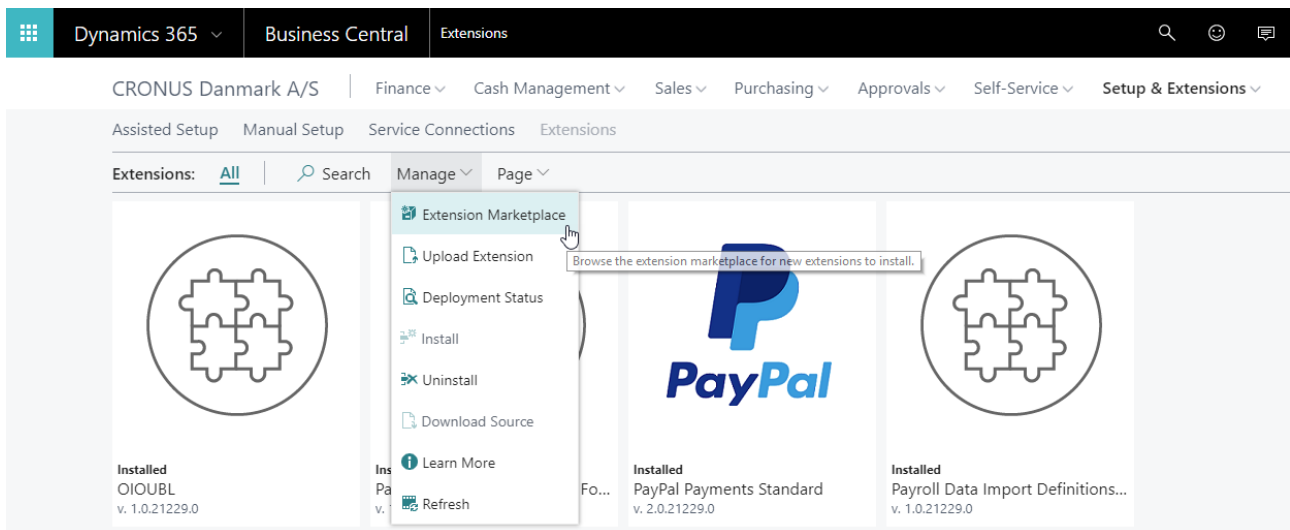 Dynamics 365 Business Central Extensions
CRONUS Danmark A/S Finance Cash Management Sales Purchasing Approvals Self-Service Setup & Extensions
Assisted Setup Manual Setup Service Connections Extensions
Extensions: All Search Manage Page
Extension Marketplace
Browse the extension marketplace for new extensions to install.
Upload Extension
Deployment Status
Install
Uninstall
Download Source
Learn More
Refresh
PayPal
Installed
OIOUBL
v. 1.0.21229.0
Ins
Pa Fo...
v.
Installed
PayPal Payments Standard
v. 2.0.21229.0
Installed
Payroll Data Import Definitions...
v. 1.0.21229.0